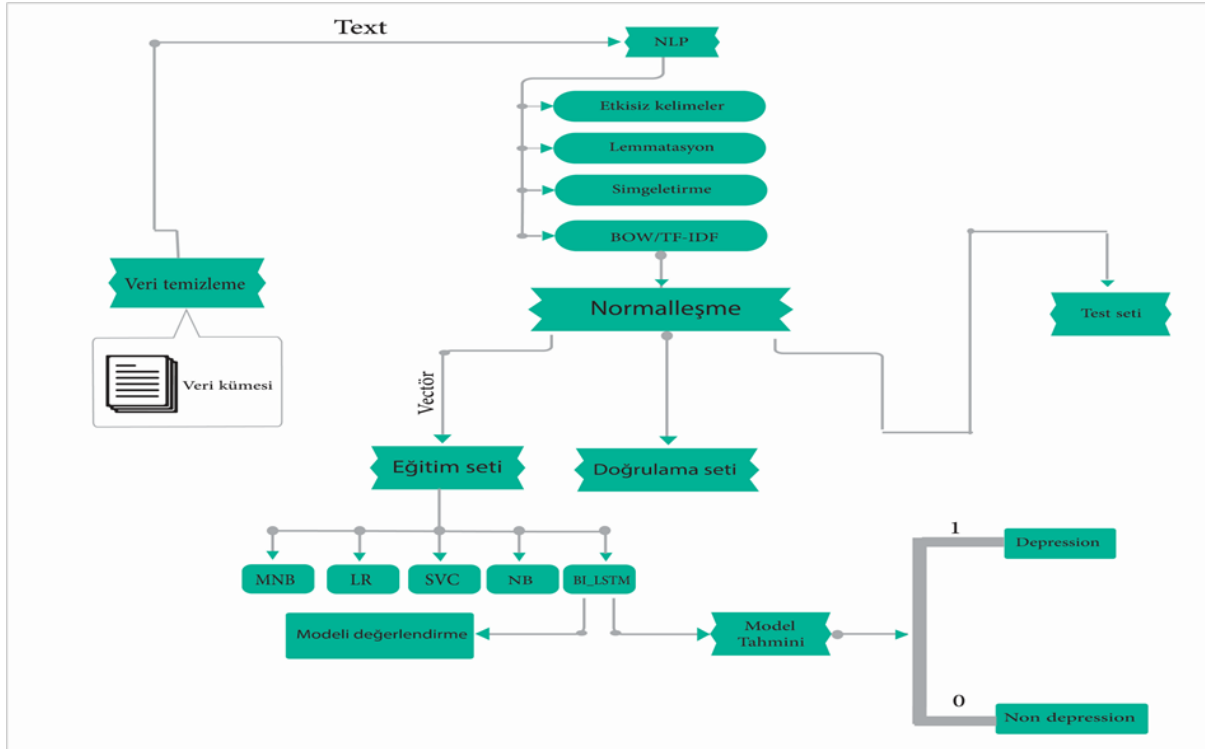 Text
NLP
Etkisiz kelimeler
Lemmatasyon
Simgeletirme
BOW/TF-IDF
Veri temizleme
Veri kümesi
Normalleşme
Test seti
Vectör
Eğitim seti
Doğrulama seti
MNB
LR
SVC
NB
BI_LSTM
Modeli değerlendirme
Model
Tahmini
1
Depression
0
Non depression